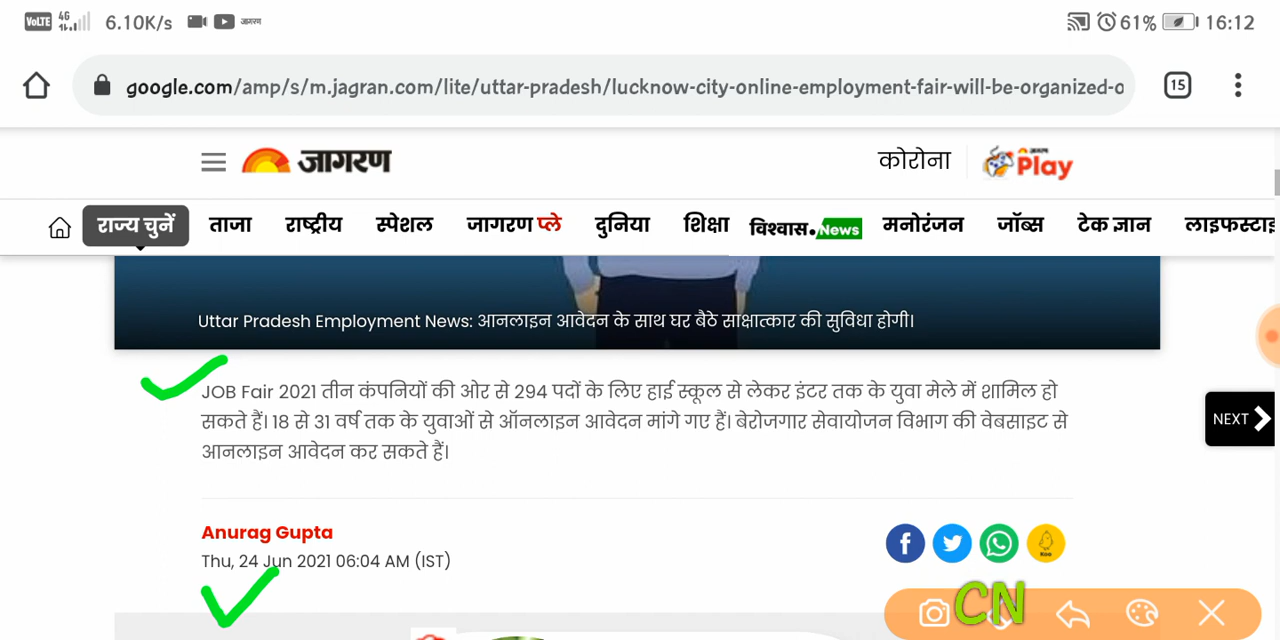 VoLTE 4G 6.10K/s जागरण 61% 16:12
google.com/amp/s/m.jagran.com/lite/uttar-pradesh/lucknow-city-online-employment-fair-will-be-organized-o 15
जागरण कोरोना जागरण Play
राज्य चुनें ताजा राष्ट्रीय स्पेशल जागरण प्ले दुनिया शिक्षा विश्वास.News मनोरंजन जॉब्स टेक ज्ञान लाइफस्टाइ
Uttar Pradesh Employment News: आनलाइन आवेदन के साथ घर बैठे साक्षात्कार की सुविधा होगी।
JOB Fair 2021 तीन कंपनियों की ओर से 294 पदों के लिए हाई स्कूल से लेकर इंटर तक के युवा मेले में शामिल हो
सकते हैं। 18 से 31 वर्ष तक के युवाओं से ऑनलाइन आवेदन मांगे गए हैं। बेरोजगार सेवायोजन विभाग की वेबसाइट से
आनलाइन आवेदन कर सकते हैं।
NEXT
Anurag Gupta
Thu, 24 Jun 2021 06:04 AM (IST)
Koo
CN